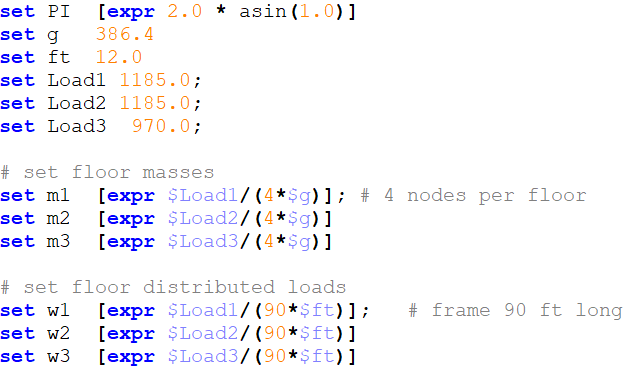 set PI  [expr 2.0 * asin(1.0)]
set g   386.4
set ft  12.0
set Load1 1185.0;
set Load2 1185.0;
set Load3  970.0;

# set floor masses
set m1  [expr $Load1/(4*$g)]; # 4 nodes per floor
set m2  [expr $Load2/(4*$g)]
set m3  [expr $Load3/(4*$g)]

# set floor distributed loads
set w1  [expr $Load1/(90*$ft)];   # frame 90 ft long
set w2  [expr $Load2/(90*$ft)]
set w3  [expr $Load3/(90*$ft)]